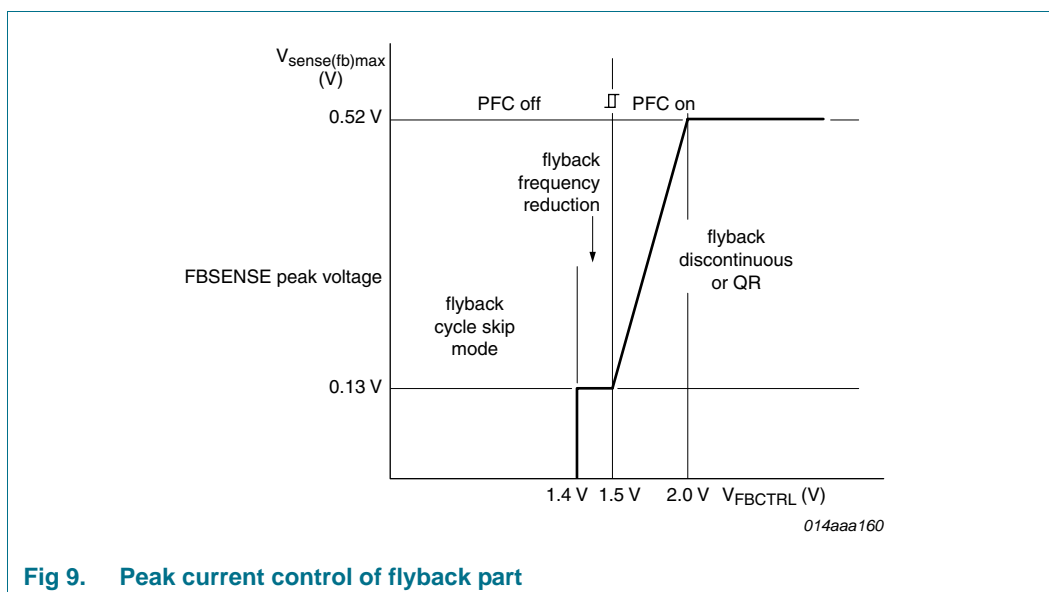 Vsense(fb)max
(V)
PFC off
PFC on
0.52 V
flyback
frequency
reduction
flyback
discontinuous
or QR
FBSENSE peak voltage
flyback
cycle skip
mode
0.13 V
1.4 V 1.5 V 2.0 V VFBCTRL (V)
014aaa160
Fig 9. Peak current control of flyback part